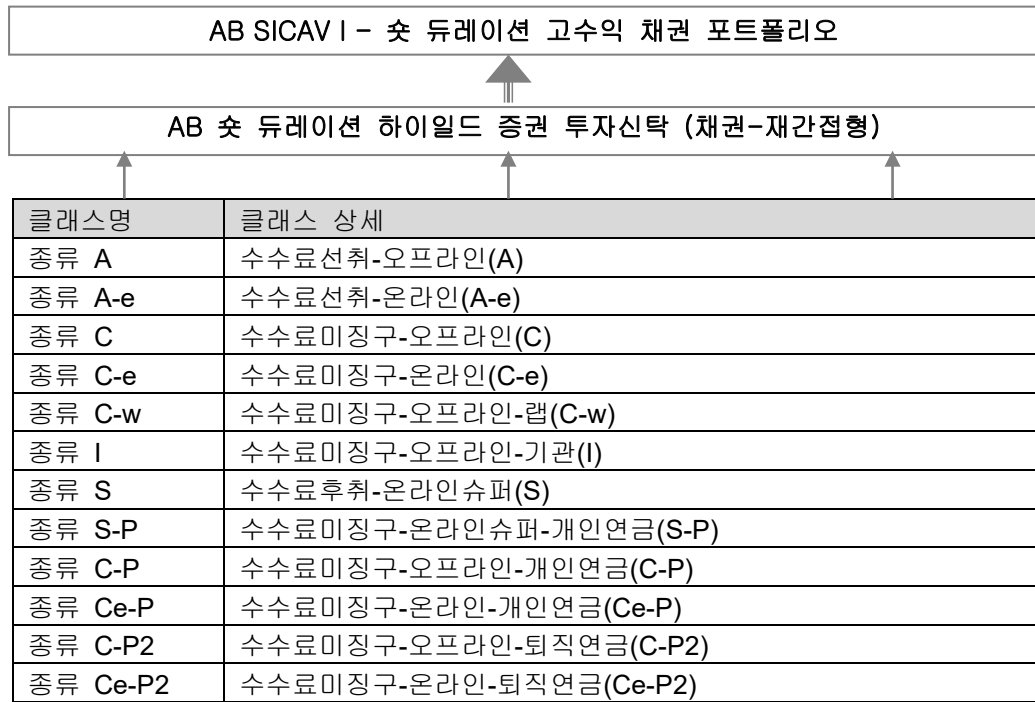 AB SICAV I - 숏 듀레이션 고수익 채권 포트폴리오
AB 숏 듀레이션 하이일드 증권 투자신탁 (채권-재간접형)
클래스명 클래스 상세
종류 A 수수료선취-오프라인(A)
종류 A-e 수수료선취-온라인(A-e)
종류 C 수수료미징구-오프라인(C)
종류 C-e 수수료미징구-온라인(C-e)
종류 C-w 수수료미징구-오프라인-랩(C-w)
종류 I 수수료미징구-오프라인-기관(I)
종류 S 수수료후취-온라인슈퍼(S)
종류 S-P 수수료미징구-온라인슈퍼-개인연금(S-P)
종류 C-P 수수료미징구-오프라인-개인연금(C-P)
종류 Ce-P 수수료미징구-온라인-개인연금(Ce-P)
종류 C-P2 수수료미징구-오프라인-퇴직연금(C-P2)
종류 Ce-P2 수수료미징구-온라인-퇴직연금(Ce-P2)